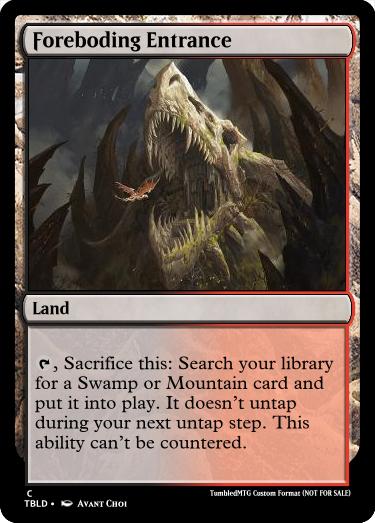 Foreboding Entrance
Land
, Sacrifice this: Search your library
for a Swamp or Mountain card and
put it into play. It doesn't untap
during your next untap step. This
ability can't be countered.
C
TBLD • Avant Choi
TumbledMTG Custom Format (NOT FOR SALE)